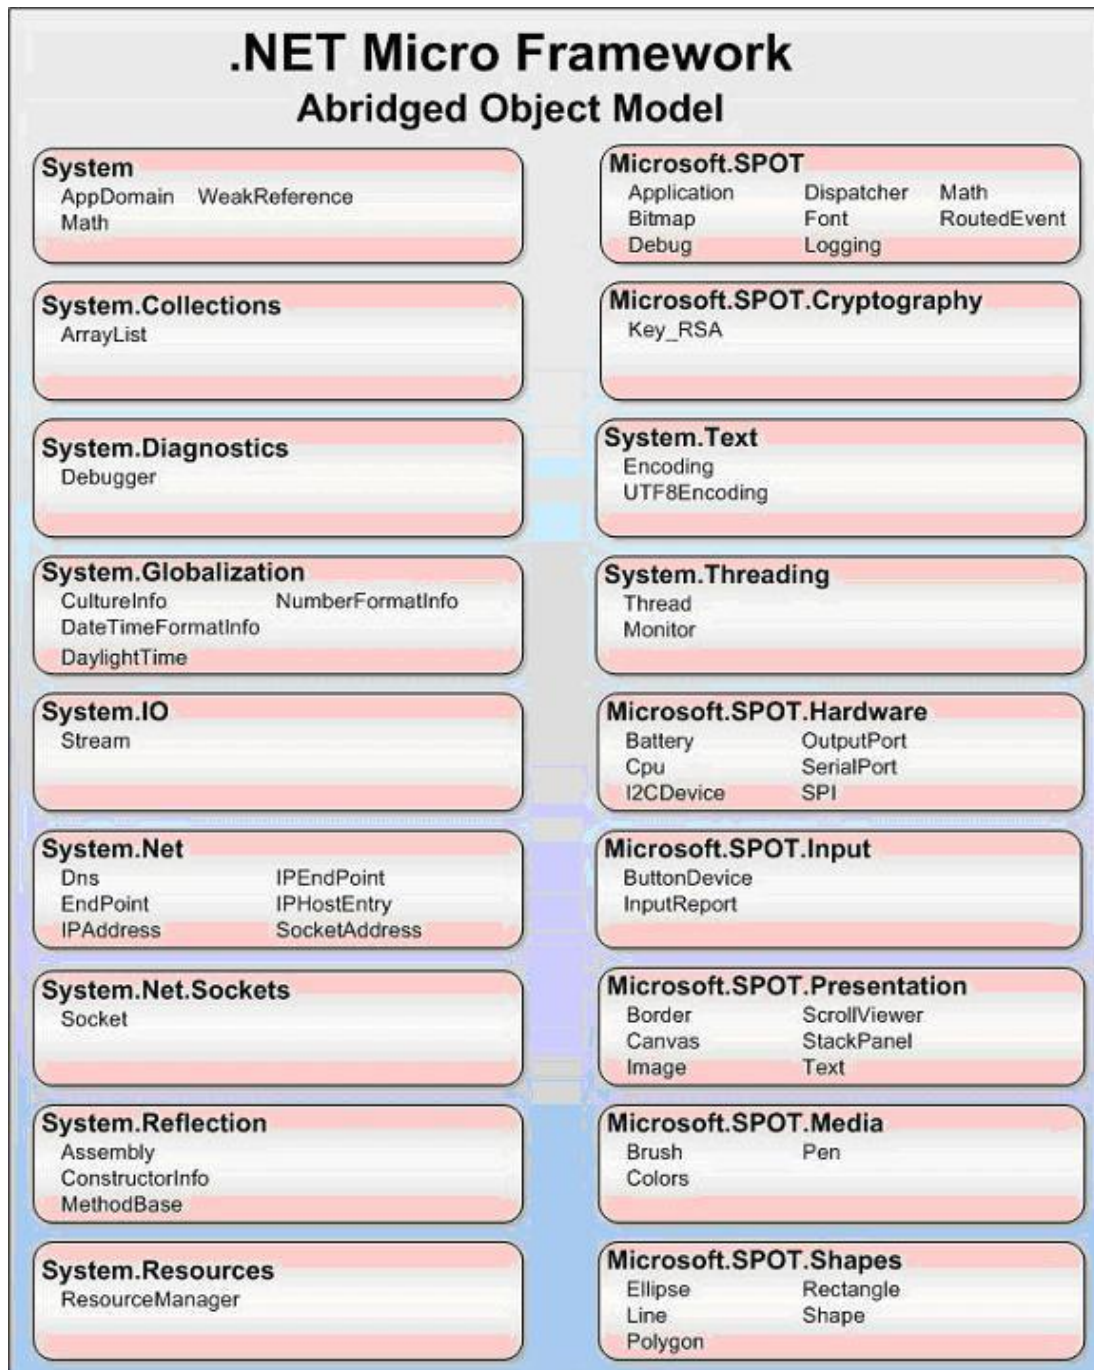 .NET Micro Framework
Abridged Object Model
System
AppDomain WeakReference
Math
System.Collections
ArrayList
System.Diagnostics
Debugger
System.Globalization
CultureInfo NumberFormatInfo
DateTimeFormatInfo
DaylightTime
System.IO
Stream
System.Net
Dns IPEndPoint
EndPoint IPHostEntry
IPAddress SocketAddress
System.Net.Sockets
Socket
System.Reflection
Assembly
ConstructorInfo
MethodBase
System.Resources
ResourceManager
Microsoft.SPOT
Application Dispatcher Math
Bitmap Font RoutedEvent
Debug Logging
Microsoft.SPOT.Cryptography
Key_RSA
System.Text
Encoding
UTF8Encoding
System.Threading
Thread
Monitor
Microsoft.SPOT.Hardware
Battery OutputPort
Cpu SerialPort
I2CDevice SPI
Microsoft.SPOT.Input
ButtonDevice
InputReport
Microsoft.SPOT.Presentation
Border ScrollViewer
Canvas StackPanel
Image Text
Microsoft.SPOT.Media
Brush Pen
Colors
Microsoft.SPOT.Shapes
Ellipse Rectangle
Line Shape
Polygon